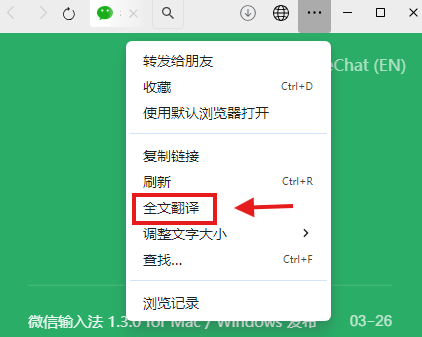 eChat (EN)
转发给朋友
收藏 Ctrl+D
使用默认浏览器打开
复制链接
刷新 Ctrl+R
全文翻译
调整文字大小
查找... Ctrl+F
浏览记录
微信输入法 1.3.0 for Mac / Windows 发布 03-26